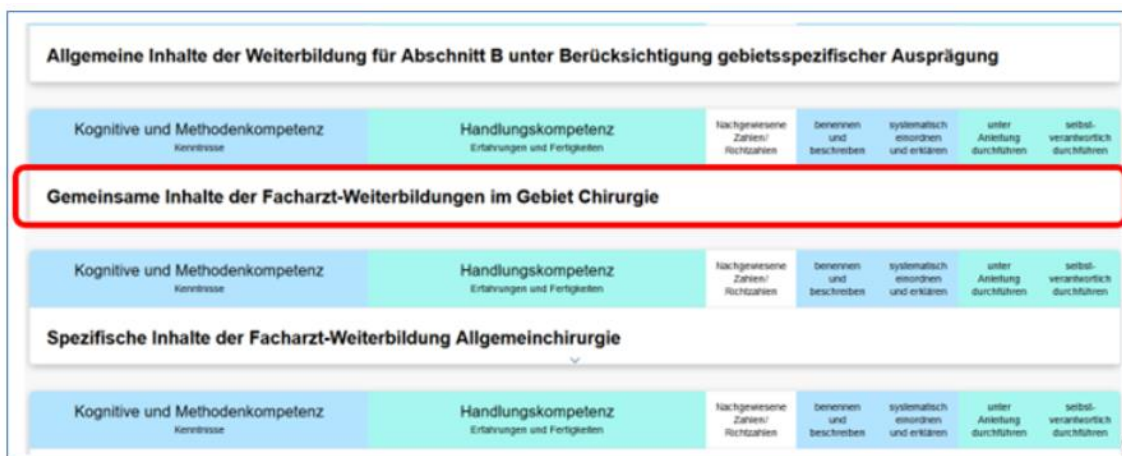 Allgemeine Inhalte der Weiterbildung für Abschnitt B unter Berücksichtigung gebietsspezifischer Ausprägung
Kognitive und Methodenkompetenz
Kenntnisse
Handlungskompetenz
Erfahrungen und Fertigkeiten
Nachgewiesene
Zahlen/
Richtzahlen
benennen
und
beschreiben
systematisch
einordnen
und erklären
unter
Anleitung
durchführen
selbst-
verantwortlich
durchführen
Gemeinsame Inhalte der Facharzt-Weiterbildungen im Gebiet Chirurgie
Kognitive und Methodenkompetenz
Kenntnisse
Handlungskompetenz
Erfahrungen und Fertigkeiten
Nachgewiesene
Zahlen/
Richtzahlen
benennen
und
beschreiben
systematisch
einordnen
und erklären
unter
Anleitung
durchführen
selbst-
verantwortlich
durchführen
Spezifische Inhalte der Facharzt-Weiterbildung Allgemeinchirurgie
Kognitive und Methodenkompetenz
Kenntnisse
Handlungskompetenz
Erfahrungen und Fertigkeiten
Nachgewiesene
Zahlen/
Richtzahlen
benennen
und
beschreiben
systematisch
einordnen
und erklären
unter
Anleitung
durchführen
selbst-
verantwortlich
durchführen